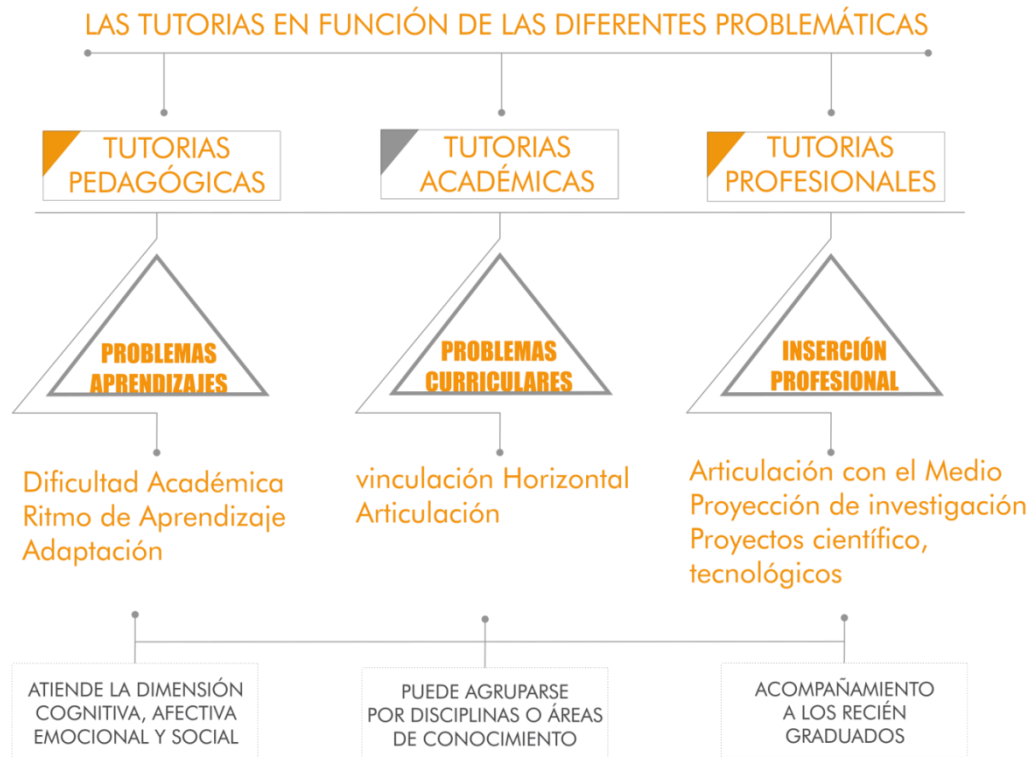 LAS TUTORIAS EN FUNCIÓN DE LAS DIFERENTES PROBLEMÁTICAS
TUTORIAS
PEDAGÓGICAS
TUTORIAS
ACADÉMICAS
TUTORIAS
PROFESIONALES
PROBLEMAS
APRENDIZAJES
PROBLEMAS
CURRICULARES
INSERCIÓN
PROFESIONAL
Dificultad Académica
Ritmo de Aprendizaje
Adaptación
vinculación Horizontal
Articulación
Articulación con el Medio
Proyección de investigación
Proyectos científico,
tecnológicos
ATIENDE LA DIMENSIÓN
COGNITIVA, AFECTIVA
EMOCIONAL Y SOCIAL
PUEDE AGRUPARSE
POR DISCIPLINAS O ÁREAS
DE CONOCIMIENTO
ACOMPAÑAMIENTO
A LOS RECIÉN
GRADUADOS